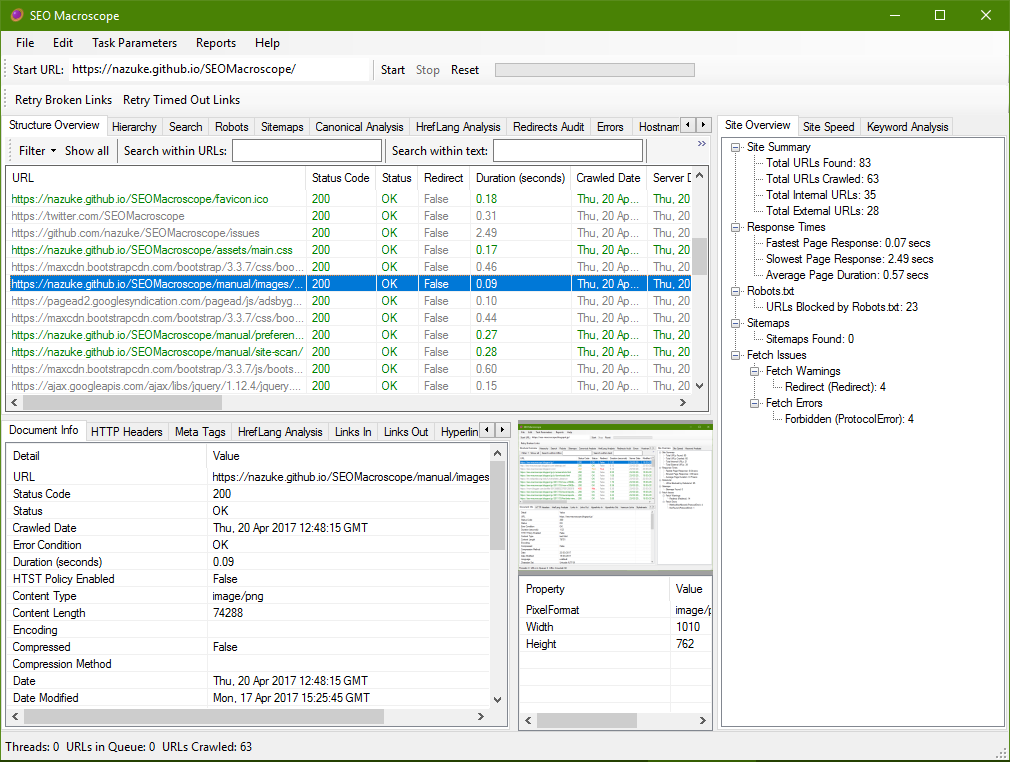 SEO Macroscope
File Edit Task Parameters Reports Help
Start URL: https://nazuke.github.io/SEOMacroscope/ Start Stop Reset
Retry Broken Links Retry Timed Out Links
Structure Overview Hierarchy Search Robots Sitemaps Canonical Analysis HrefLang Analysis Redirects Audit Errors Hostnam
Filter Show all Search within URLs: Search within text: »
URL Status Code Status Redirect Duration (seconds) Crawled Date Server D
https://nazuke.github.io/SEOMacroscope/favicon.ico 200 OK False 0.18 Thu, 20 Ap... Thu, 20
https://twitter.com/SEOMacroscope 200 OK False 0.31 Thu, 20 Ap... Thu, 20
https://github.com/nazuke/SEOMacroscope/issues 200 OK False 2.49 Thu, 20 Ap... Thu, 20
https://nazuke.github.io/SEOMacroscope/assets/main.css 200 OK False 0.17 Thu, 20 Ap... Thu, 20
https://maxcdn.bootstrapcdn.com/bootstrap/3.3.7/css/boo... 200 OK False 0.46 Thu, 20 Ap... Thu, 20
https://nazuke.github.io/SEOMacroscope/manual/images/... 200 OK False 0.09 Thu, 20 Ap... Thu, 20
https://pagead2.googlesyndication.com/pagead/js/adsbyg... 200 OK False 0.10 Thu, 20 Ap... Thu, 20
https://maxcdn.bootstrapcdn.com/bootstrap/3.3.7/css/boo... 200 OK False 0.44 Thu, 20 Ap... Thu, 20
https://nazuke.github.io/SEOMacroscope/manual/preferen... 200 OK False 0.27 Thu, 20 Ap... Thu, 20
https://nazuke.github.io/SEOMacroscope/manual/site-scan/ 200 OK False 0.28 Thu, 20 Ap... Thu, 20
https://maxcdn.bootstrapcdn.com/bootstrap/3.3.7/js/boots... 200 OK False 0.60 Thu, 20 Ap... Thu, 20
https://ajax.googleapis.com/ajax/libs/jquery/1.12.4/jquery.... 200 OK False 0.15 Thu, 20 Ap... Thu, 20
Site Overview Site Speed Keyword Analysis
Site Summary
Total URLs Found: 83
Total URLs Crawled: 63
Total Internal URLs: 35
Total External URLs: 28
Response Times
Fastest Page Response: 0.07 secs
Slowest Page Response: 2.49 secs
Average Page Duration: 0.57 secs
Robots.txt
URLs Blocked by Robots.txt: 23
Sitemaps
Sitemaps Found: 0
Fetch Issues
Fetch Warnings
Redirect (Redirect): 4
Fetch Errors
Forbidden (ProtocolError): 4
Document Info HTTP Headers Meta Tags HrefLang Analysis Links In Links Out Hyperlin
Detail Value
URL https://nazuke.github.io/SEOMacroscope/manual/images
Status Code 200
Status OK
Crawled Date Thu, 20 Apr 2017 12:48:15 GMT
Error Condition OK
Duration (seconds) 0.09
HTST Policy Enabled False
Content Type image/png
Content Length 74288
Encoding
Compressed False
Compression Method
Date Thu, 20 Apr 2017 12:48:15 GMT
Date Modified Mon, 17 Apr 2017 15:25:45 GMT
Property Value
PixelFormat image/p
Width 1010
Height 762
Threads: 0 URLs in Queue: 0 URLs Crawled: 63